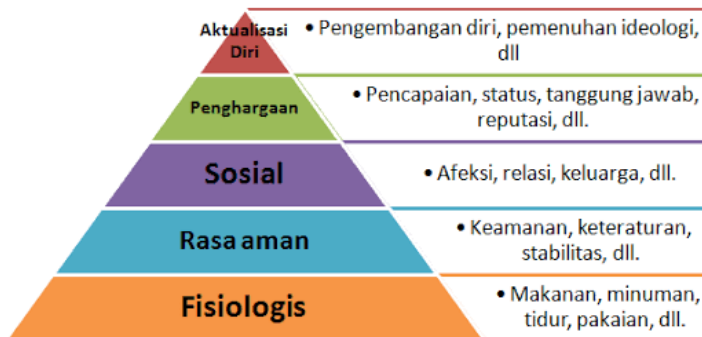 Aktualisasi
Diri
• Pengembangan diri, pemenuhan ideologi,
dll
Penghargaan
• Pencapaian, status, tanggung jawab,
reputasi, dll.
Sosial
• Afeksi, relasi, keluarga, dll.
Rasa aman
• Keamanan, keteraturan,
stabilitas, dll.
Fisiologis
• Makanan, minuman,
tidur, pakaian, dll.